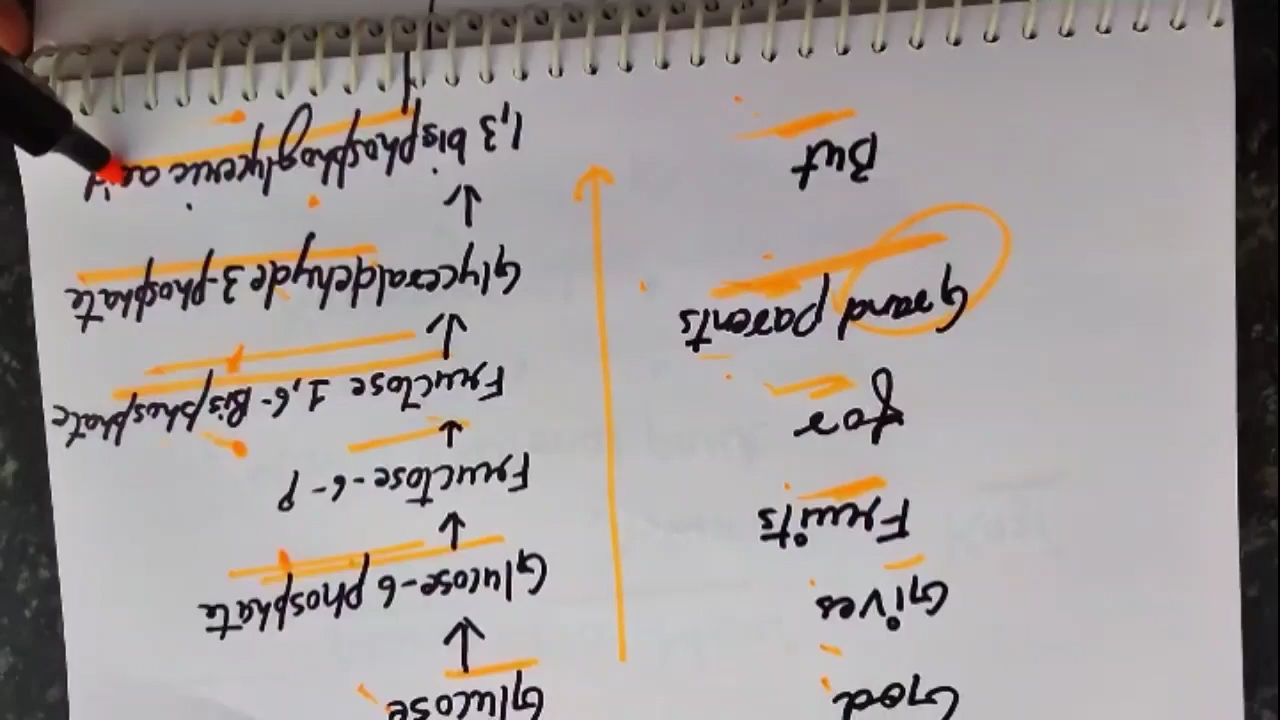 God
Gives
Fruits
for
Grand parents
But
Glucose
↓
Glucose-6 phosphate
↓
Fructose-6-P
↓
Fructose 1,6-Bisphosphate
↓
Glyceraldehyde 3-phosphate
↓
1,3 bisphosphoglyceric acid